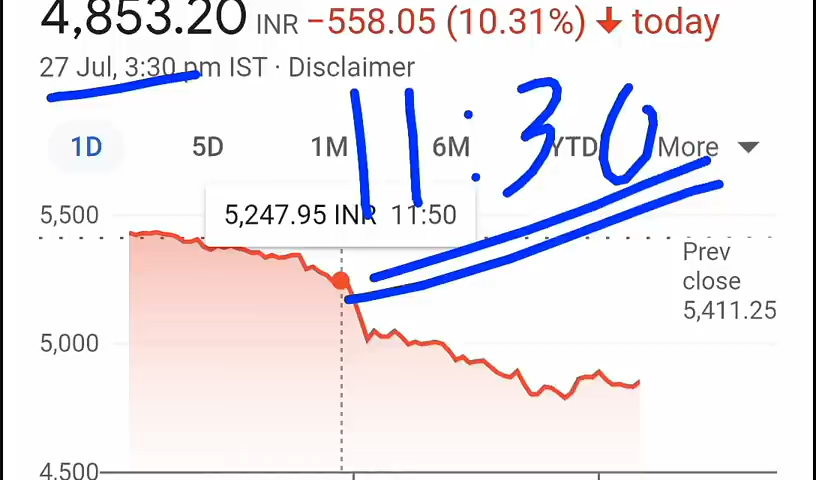 4,853.20 INR −558.05 (10.31%) ↓ today
27 Jul, 3:30 pm IST · Disclaimer
11:30
1D 5D 1M 6M YTD More
5,247.95 INR 11:50
5,500
Prev
close
5,411.25
5,000
4,500